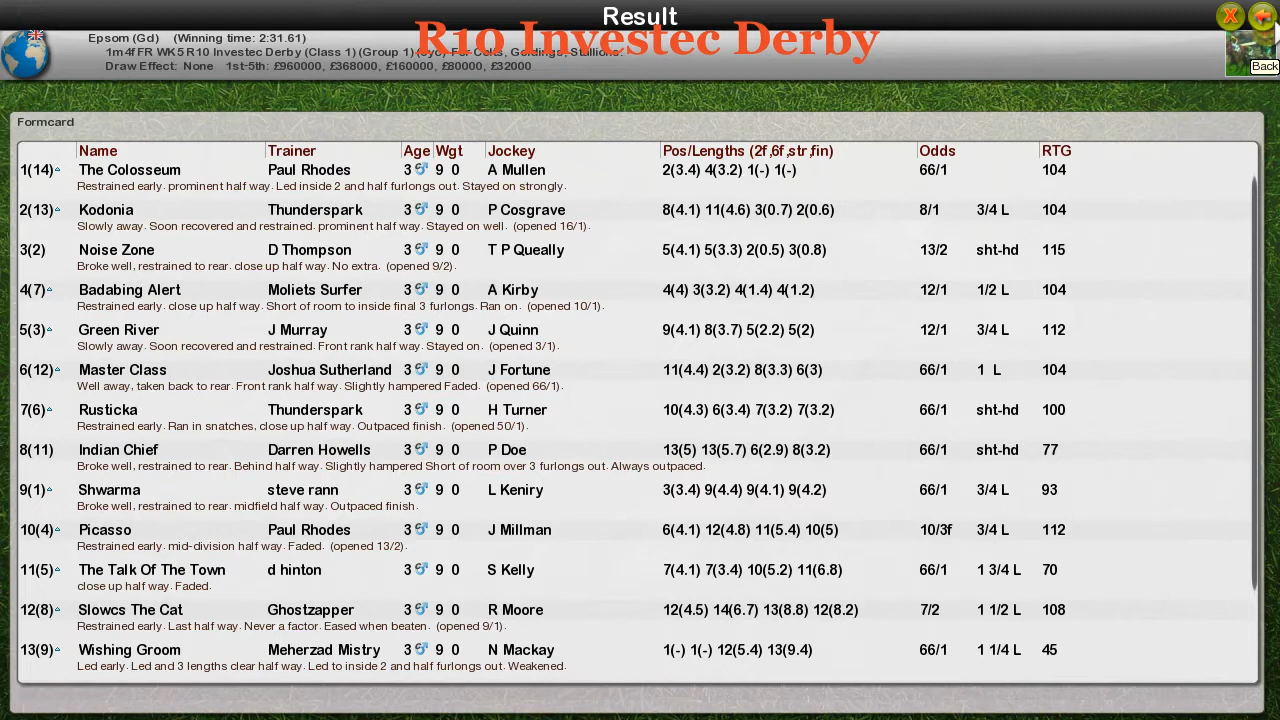 Result
R10 Investec Derby
Epsom (Gd) (Winning time: 2:31.61)
1m4fFR WK5 R10 Investec Derby (Class 1) (Group 1) For Colts, Geldings, Stallions.
Draw Effect: None 1st-5th: £960000, £368000, £160000, £80000, £32000
Back
Formcard
Name Trainer Age Wgt Jockey Pos/Lengths (2f,6f,str,fin) Odds RTG
1(14) The Colosseum Paul Rhodes 3 9 0 A Mullen 2(3.4) 4(3.2) 1(-) 1(-) 66/1 104
Restrained early. prominent half way. Led inside 2 and half furlongs out. Stayed on strongly.
2(13) Kodonia Thunderspark 3 9 0 P Cosgrave 8(4.1) 11(4.6) 3(0.7) 2(0.6) 8/1 3/4 L 104
Slowly away. Soon recovered and restrained. prominent half way. Stayed on well. (opened 16/1).
3(2) Noise Zone D Thompson 3 9 0 T P Queally 5(4.1) 5(3.3) 2(0.5) 3(0.8) 13/2 sht-hd 115
Broke well, restrained to rear. close up half way. No extra. (opened 9/2).
4(7) Badabing Alert Moliets Surfer 3 9 0 A Kirby 4(4) 3(3.2) 4(1.4) 4(1.2) 12/1 1/2 L 104
Restrained early. close up half way. Short of room to inside final 3 furlongs. Ran on. (opened 10/1).
5(3) Green River J Murray 3 9 0 J Quinn 9(4.1) 8(3.7) 5(2.2) 5(2) 12/1 3/4 L 112
Slowly away. Soon recovered and restrained. Front rank half way. Stayed on. (opened 3/1).
6(12) Master Class Joshua Sutherland 3 9 0 J Fortune 11(4.4) 2(3.2) 8(3.3) 6(3) 66/1 1 L 104
Well away, taken back to rear. Front rank half way. Slightly hampered Faded. (opened 66/1).
7(6) Rusticka Thunderspark 3 9 0 H Turner 10(4.3) 6(3.4) 7(3.2) 7(3.2) 66/1 sht-hd 100
Restrained early. Ran in snatches, close up half way. Outpaced finish. (opened 50/1).
8(11) Indian Chief Darren Howells 3 9 0 P Doe 13(5) 13(5.7) 6(2.9) 8(3.2) 66/1 sht-hd 77
Broke well, restrained to rear. Behind half way. Slightly hampered Short of room over 3 furlongs out. Always outpaced.
9(1) Shwarma steve rann 3 9 0 L Keniry 3(3.4) 9(4.4) 9(4.1) 9(4.2) 66/1 3/4 L 93
Broke well, restrained to rear. midfield half way. Outpaced finish.
10(4) Picasso Paul Rhodes 3 9 0 J Millman 6(4.1) 12(4.8) 11(5.4) 10(5) 10/3f 3/4 L 112
Restrained early. mid-division half way. Faded. (opened 13/2).
11(5) The Talk Of The Town d hinton 3 9 0 S Kelly 7(4.1) 7(3.4) 10(5.2) 11(6.8) 66/1 1 3/4 L 70
close up half way. Faded.
12(8) Slowcs The Cat Ghostzapper 3 9 0 R Moore 12(4.5) 14(6.7) 13(8.8) 12(8.2) 7/2 1 1/2 L 108
Restrained early. Last half way. Never a factor. Eased when beaten. (opened 9/1).
13(9) Wishing Groom Meherzad Mistry 3 9 0 N Mackay 1(-) 1(-) 12(5.4) 13(9.4) 66/1 1 1/4 L 45
Led early. Led and 3 lengths clear half way. Led to inside 2 and half furlongs out. Weakened.